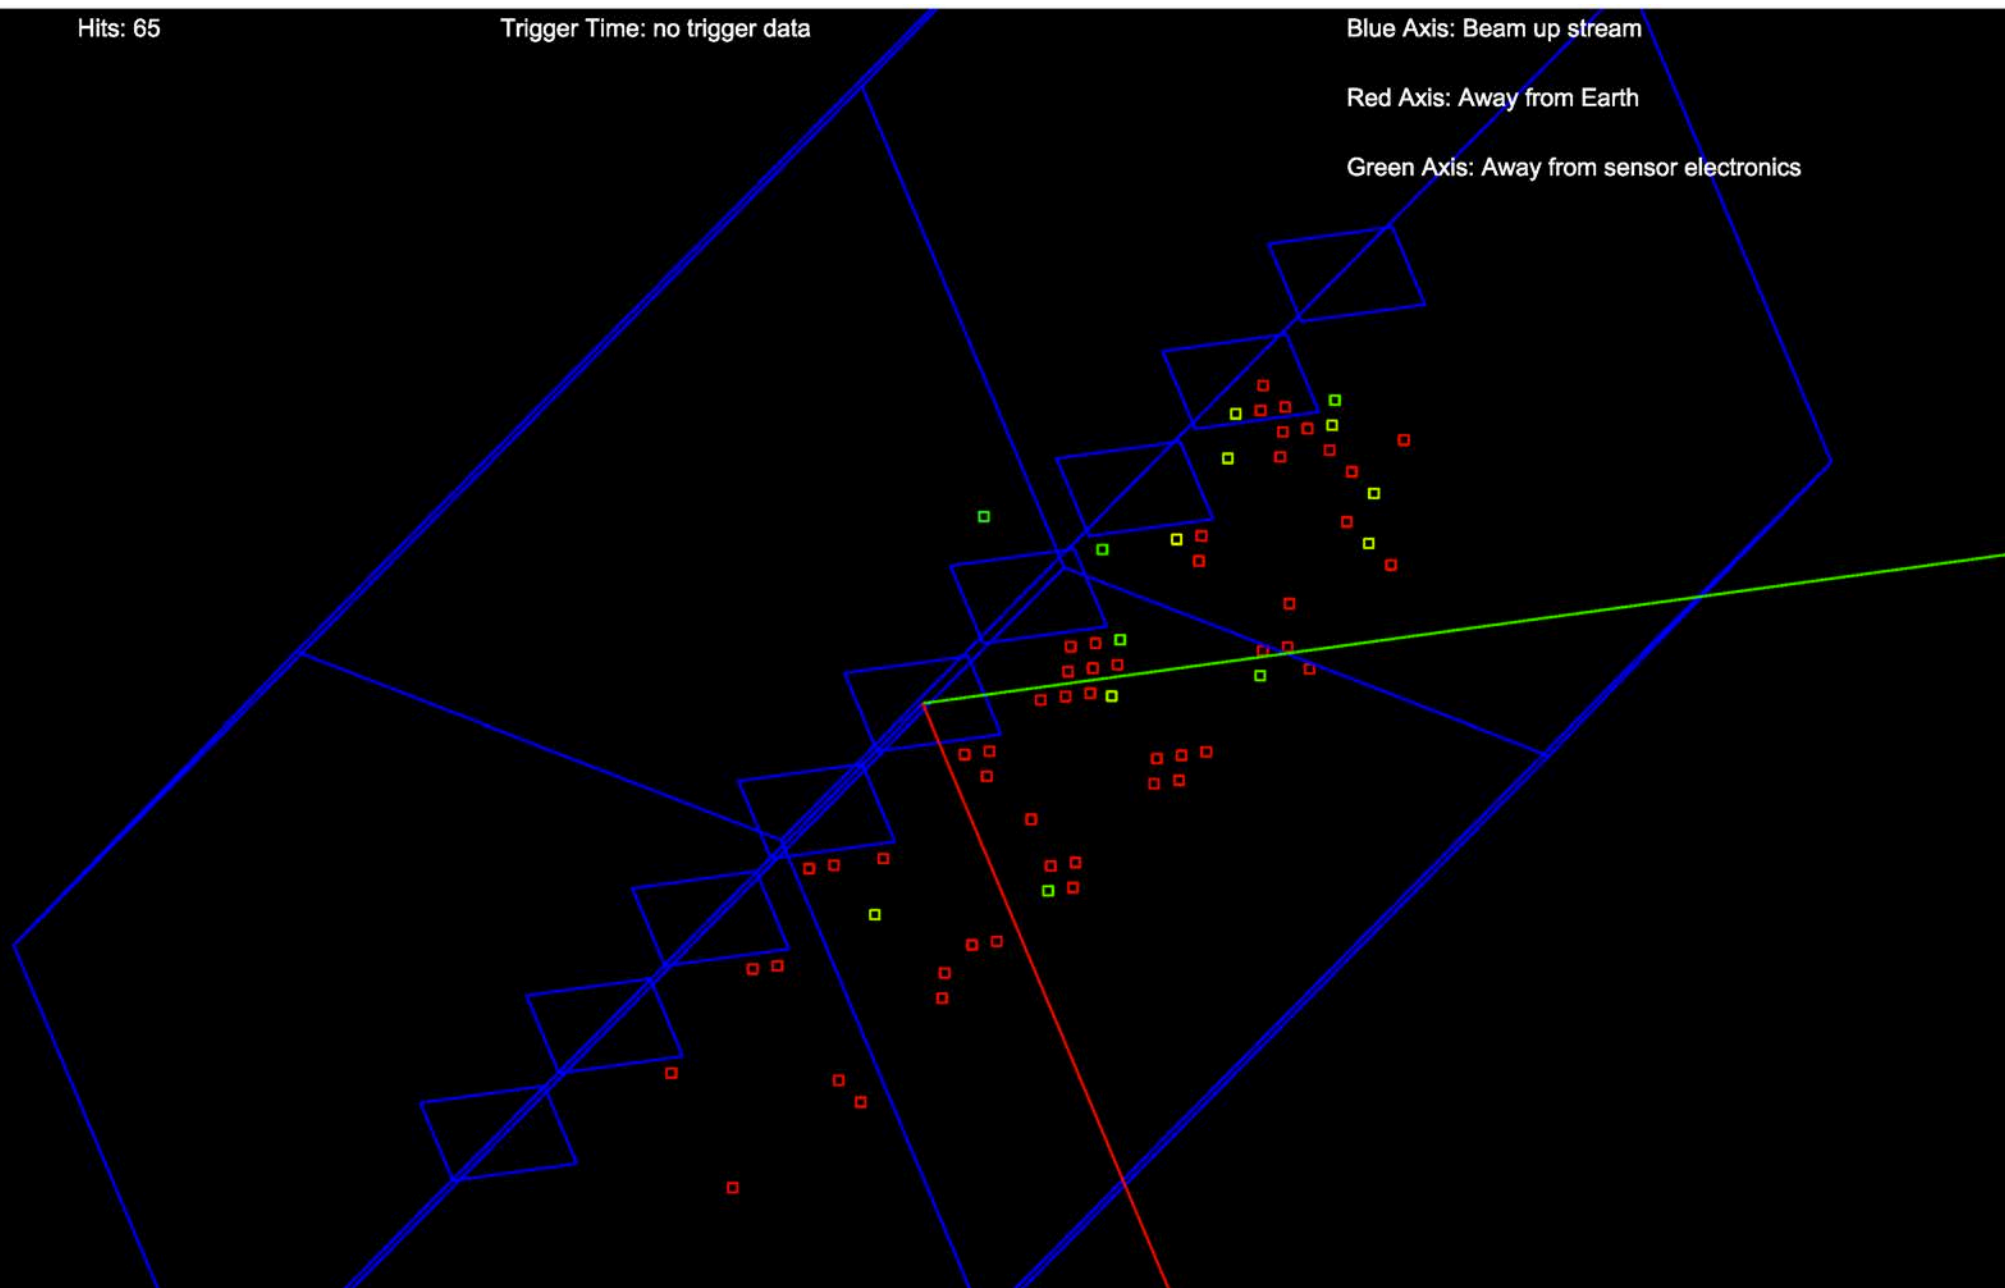 Hits: 65
Trigger Time: no trigger data
Blue Axis: Beam up stream
Red Axis: Away from Earth
Green Axis: Away from sensor electronics